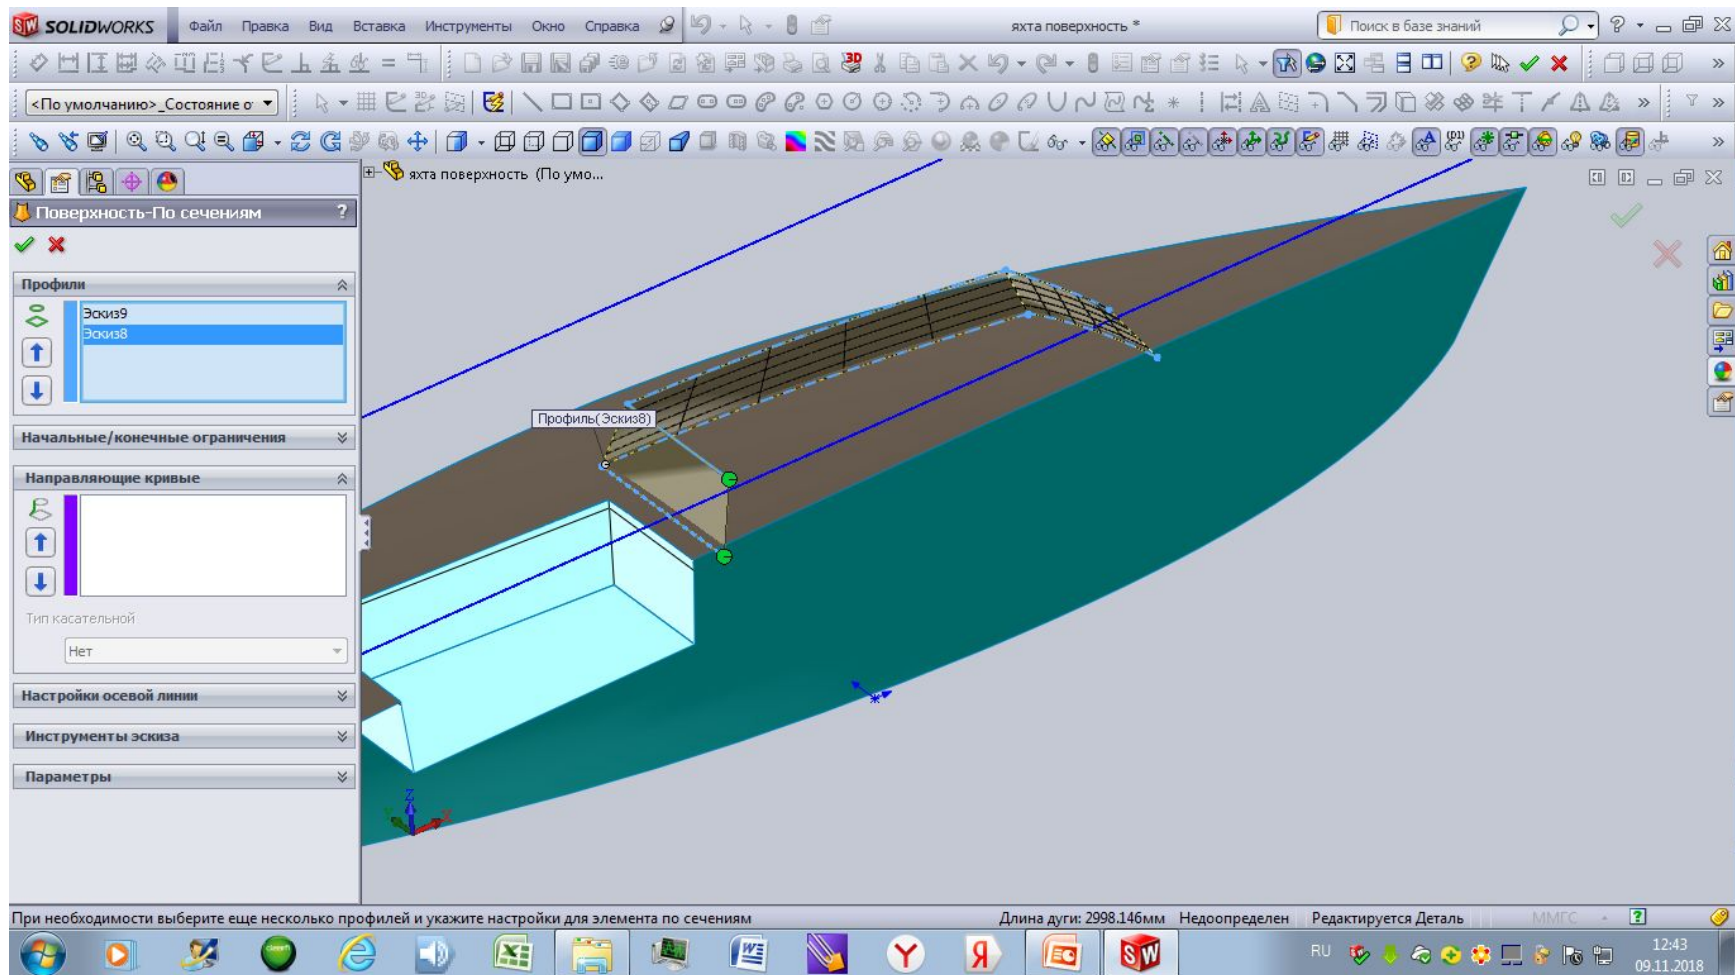 SOLIDWORKS Файл Правка Вид Вставка Инструменты Окно Справка яхта поверхность * Поиск в базе знаний
<По умолчанию>_Состояние о
яхта поверхность (По умо...
Поверхность-По сечениям ?
Профили
Эскиз9
Эскиз8
Начальные/конечные ограничения
Направляющие кривые
Тип касательной
Нет
Настройки осевой линии
Инструменты эскиза
Параметры
Профиль(Эскиз8)
Z
X
При необходимости выберите еще несколько профилей и укажите настройки для элемента по сечениям Длина дуги: 2998.146мм Недоопределен Редактируется Деталь ММГС
RU 12:43
09.11.2018